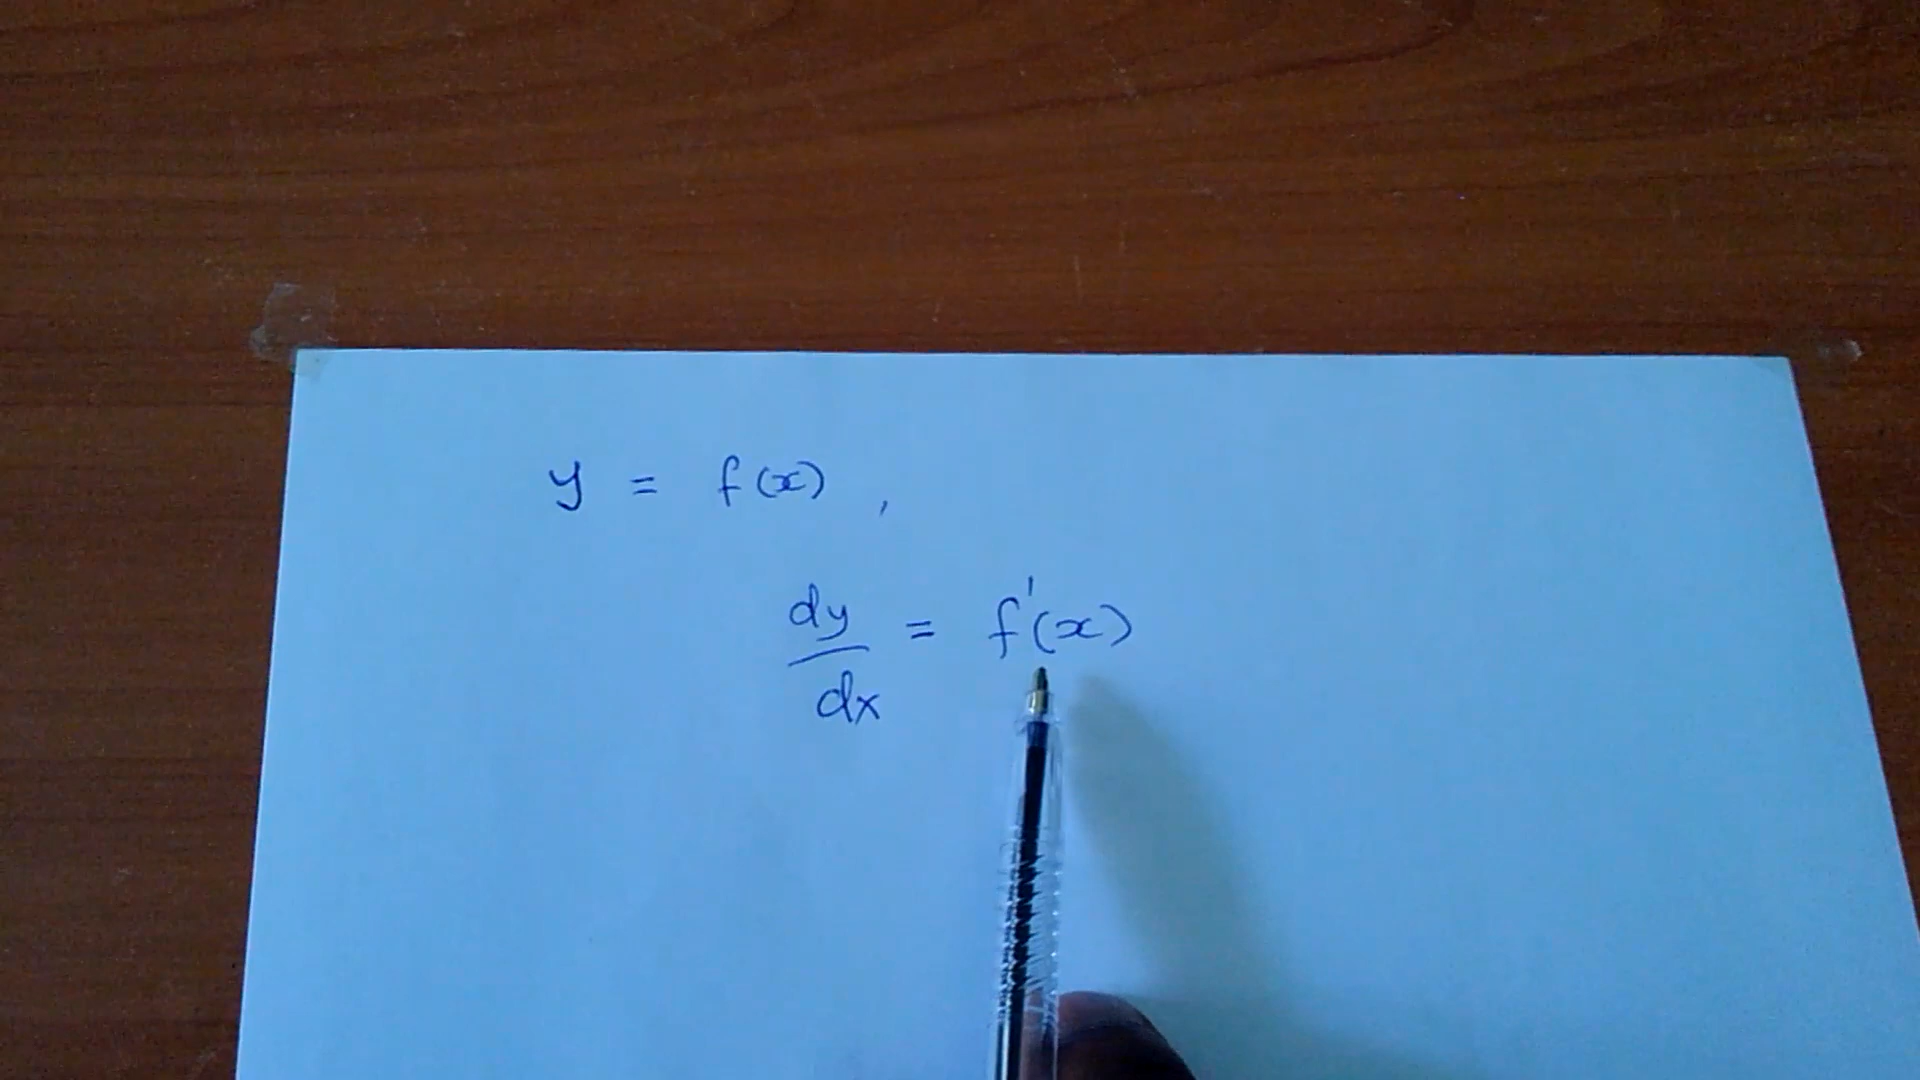 y = f(x) ,
dy/dx = f'(x)